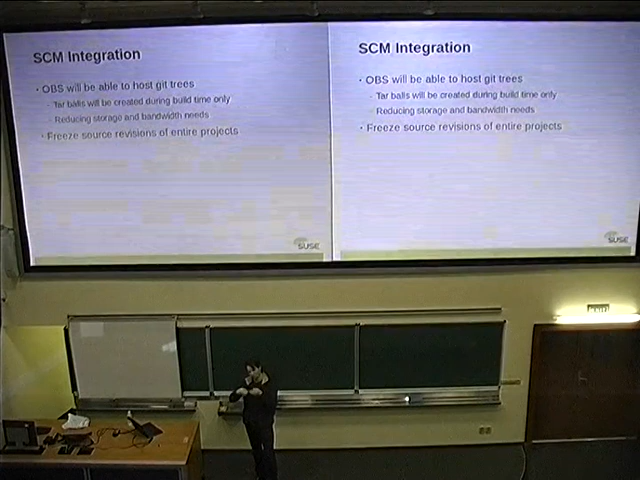 SCM Integration
• OBS will be able to host git trees
- Tar balls will be created during build time only
- Reducing storage and bandwidth needs
• Freeze source revisions of entire projects
SUSE
SCM Integration
• OBS will be able to host git trees
- Tar balls will be created during build time only
- Reducing storage and bandwidth needs
• Freeze source revisions of entire projects
SUSE